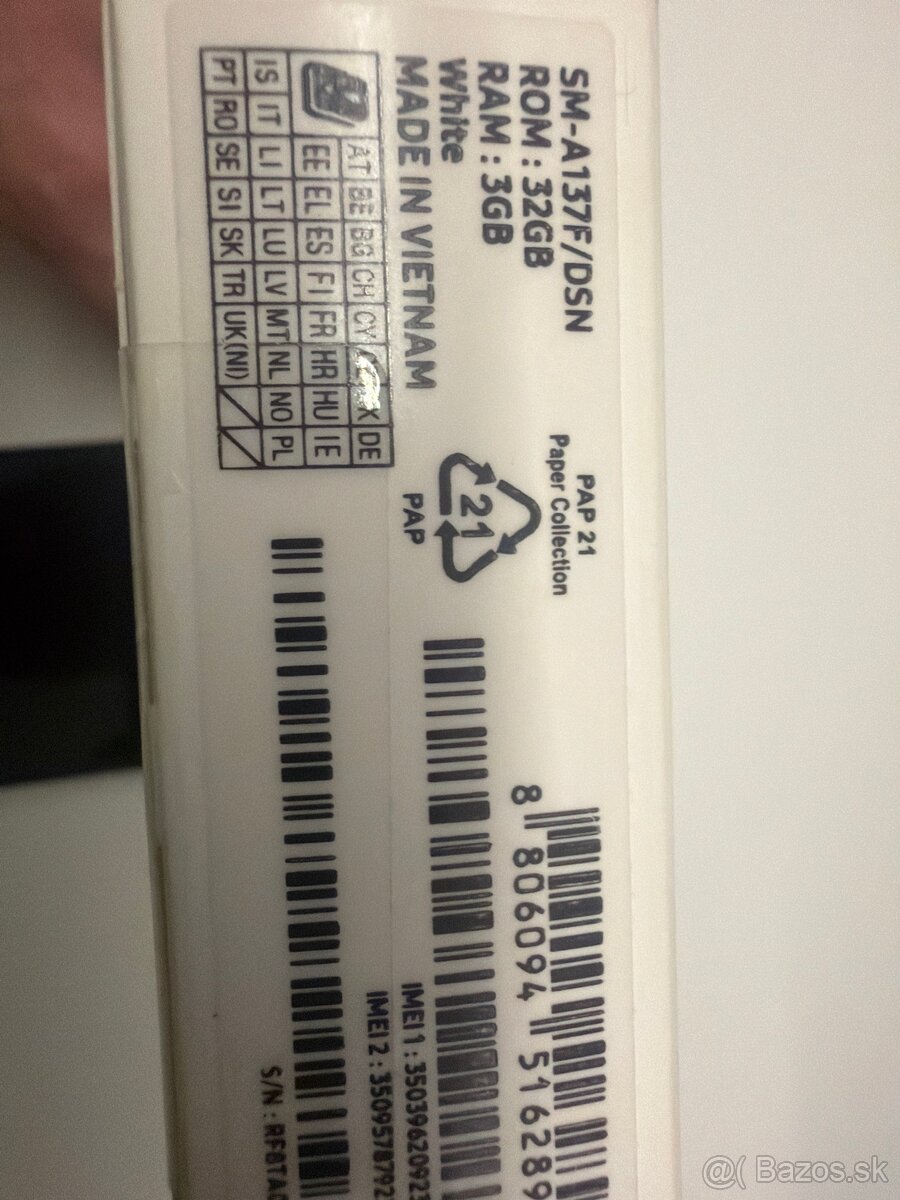 SM-A137F/DSN
ROM : 32GB
RAM : 3GB
White
MADE IN VIETNAM
AT BE BG CH CY DE
EE EL ES FI FR HR HU IE
IS IT LI LT LU LV MT NL NO PL
PT RO SE SI SK TR UK(NI)
PAP 21
Paper Collection
21
PAP
8 806094 516289
IMEI 1 : 35039620923
IMEI 2 : 3509578792
S/N : RF8TA
@( Bazos.sk